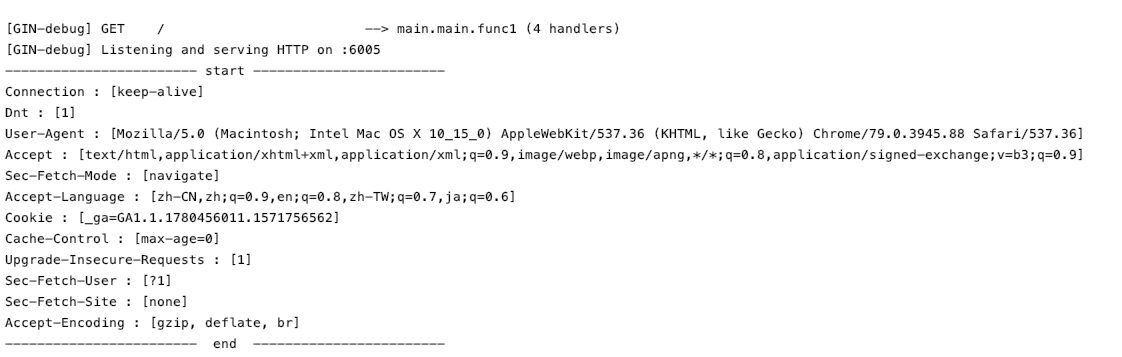 [GIN-debug] GET    /                         --> main.main.func1 (4 handlers)
[GIN-debug] Listening and serving HTTP on :6005
------------------------ start ------------------------
Connection : [keep-alive]
Dnt : [1]
User-Agent : [Mozilla/5.0 (Macintosh; Intel Mac OS X 10_15_0) AppleWebKit/537.36 (KHTML, like Gecko) Chrome/79.0.3945.88 Safari/537.36]
Accept : [text/html,application/xhtml+xml,application/xml;q=0.9,image/webp,image/apng,*/*;q=0.8,application/signed-exchange;v=b3;q=0.9]
Sec-Fetch-Mode : [navigate]
Accept-Language : [zh-CN,zh;q=0.9,en;q=0.8,zh-TW;q=0.7,ja;q=0.6]
Cookie : [_ga=GA1.1.1780456011.1571756562]
Cache-Control : [max-age=0]
Upgrade-Insecure-Requests : [1]
Sec-Fetch-User : [?1]
Sec-Fetch-Site : [none]
Accept-Encoding : [gzip, deflate, br]
------------------------  end  ------------------------